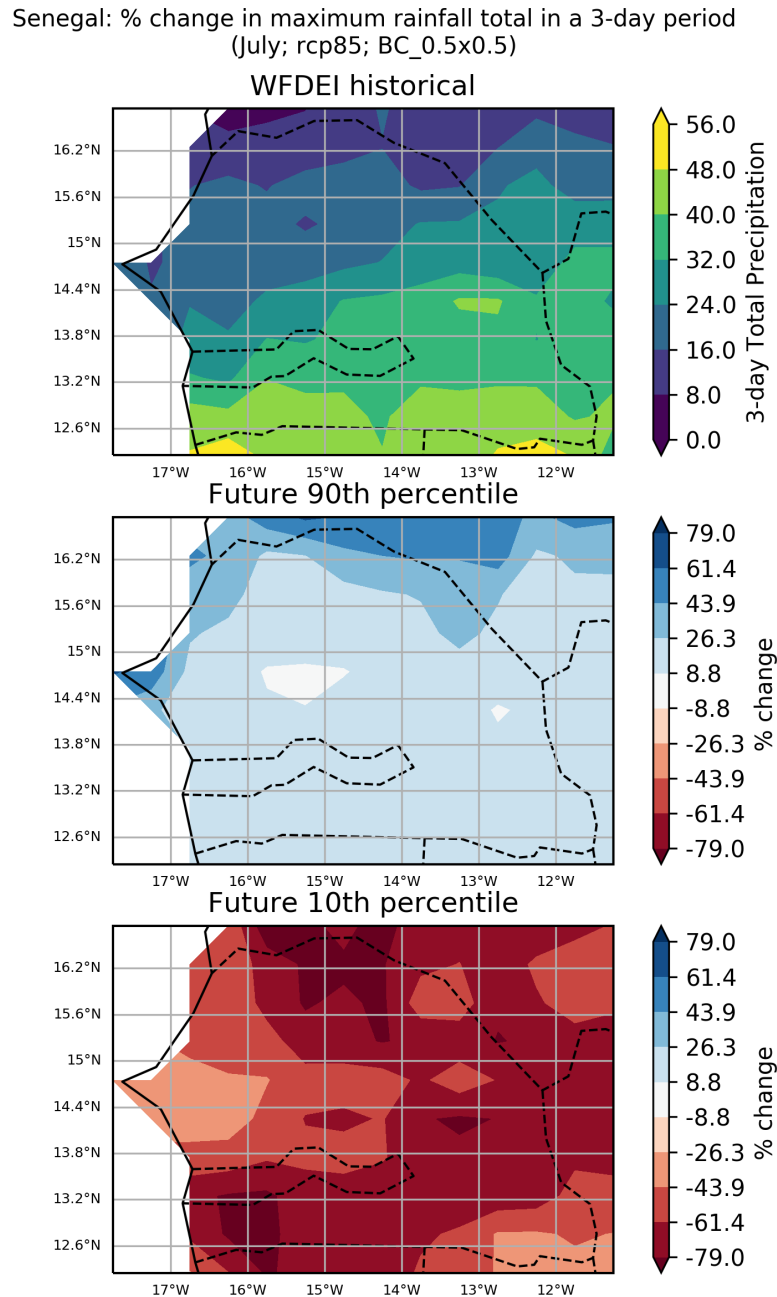 Senegal: % change in maximum rainfall total in a 3-day period
(July; rcp85; BC_0.5x0.5)
WFDEI historical
16.2°N
15.6°N
15°N
14.4°N
13.8°N
13.2°N
12.6°N
17°W 16°W 15°W 14°W 13°W 12°W
56.0
48.0
40.0
32.0
24.0
16.0
8.0
0.0
3-day Total Precipitation
Future 90th percentile
16.2°N
15.6°N
15°N
14.4°N
13.8°N
13.2°N
12.6°N
17°W 16°W 15°W 14°W 13°W 12°W
79.0
61.4
43.9
26.3
8.8
-8.8
-26.3
-43.9
-61.4
-79.0
% change
Future 10th percentile
16.2°N
15.6°N
15°N
14.4°N
13.8°N
13.2°N
12.6°N
17°W 16°W 15°W 14°W 13°W 12°W
79.0
61.4
43.9
26.3
8.8
-8.8
-26.3
-43.9
-61.4
-79.0
% change